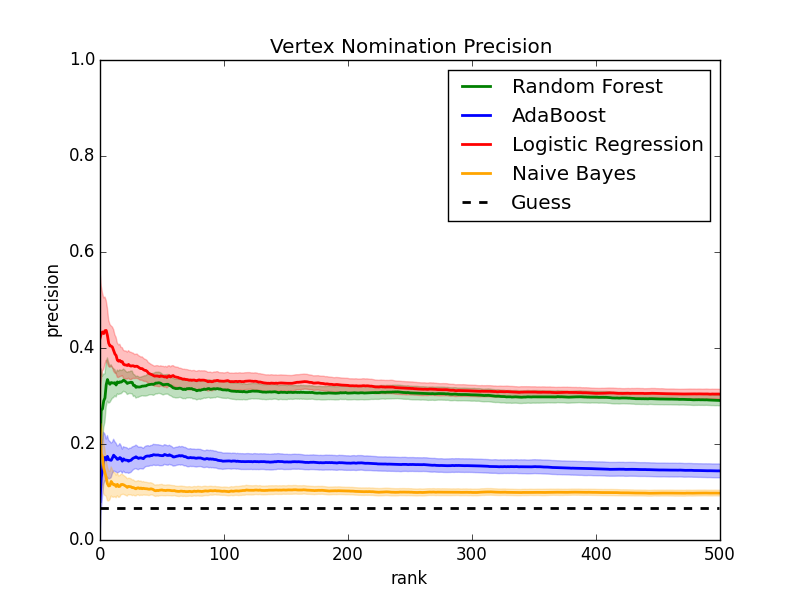 Vertex Nomination Precision
1.0
0.8
0.6
0.4
0.2
0.0
precision
Random Forest
AdaBoost
Logistic Regression
Naive Bayes
Guess
0 100 200 300 400 500
rank